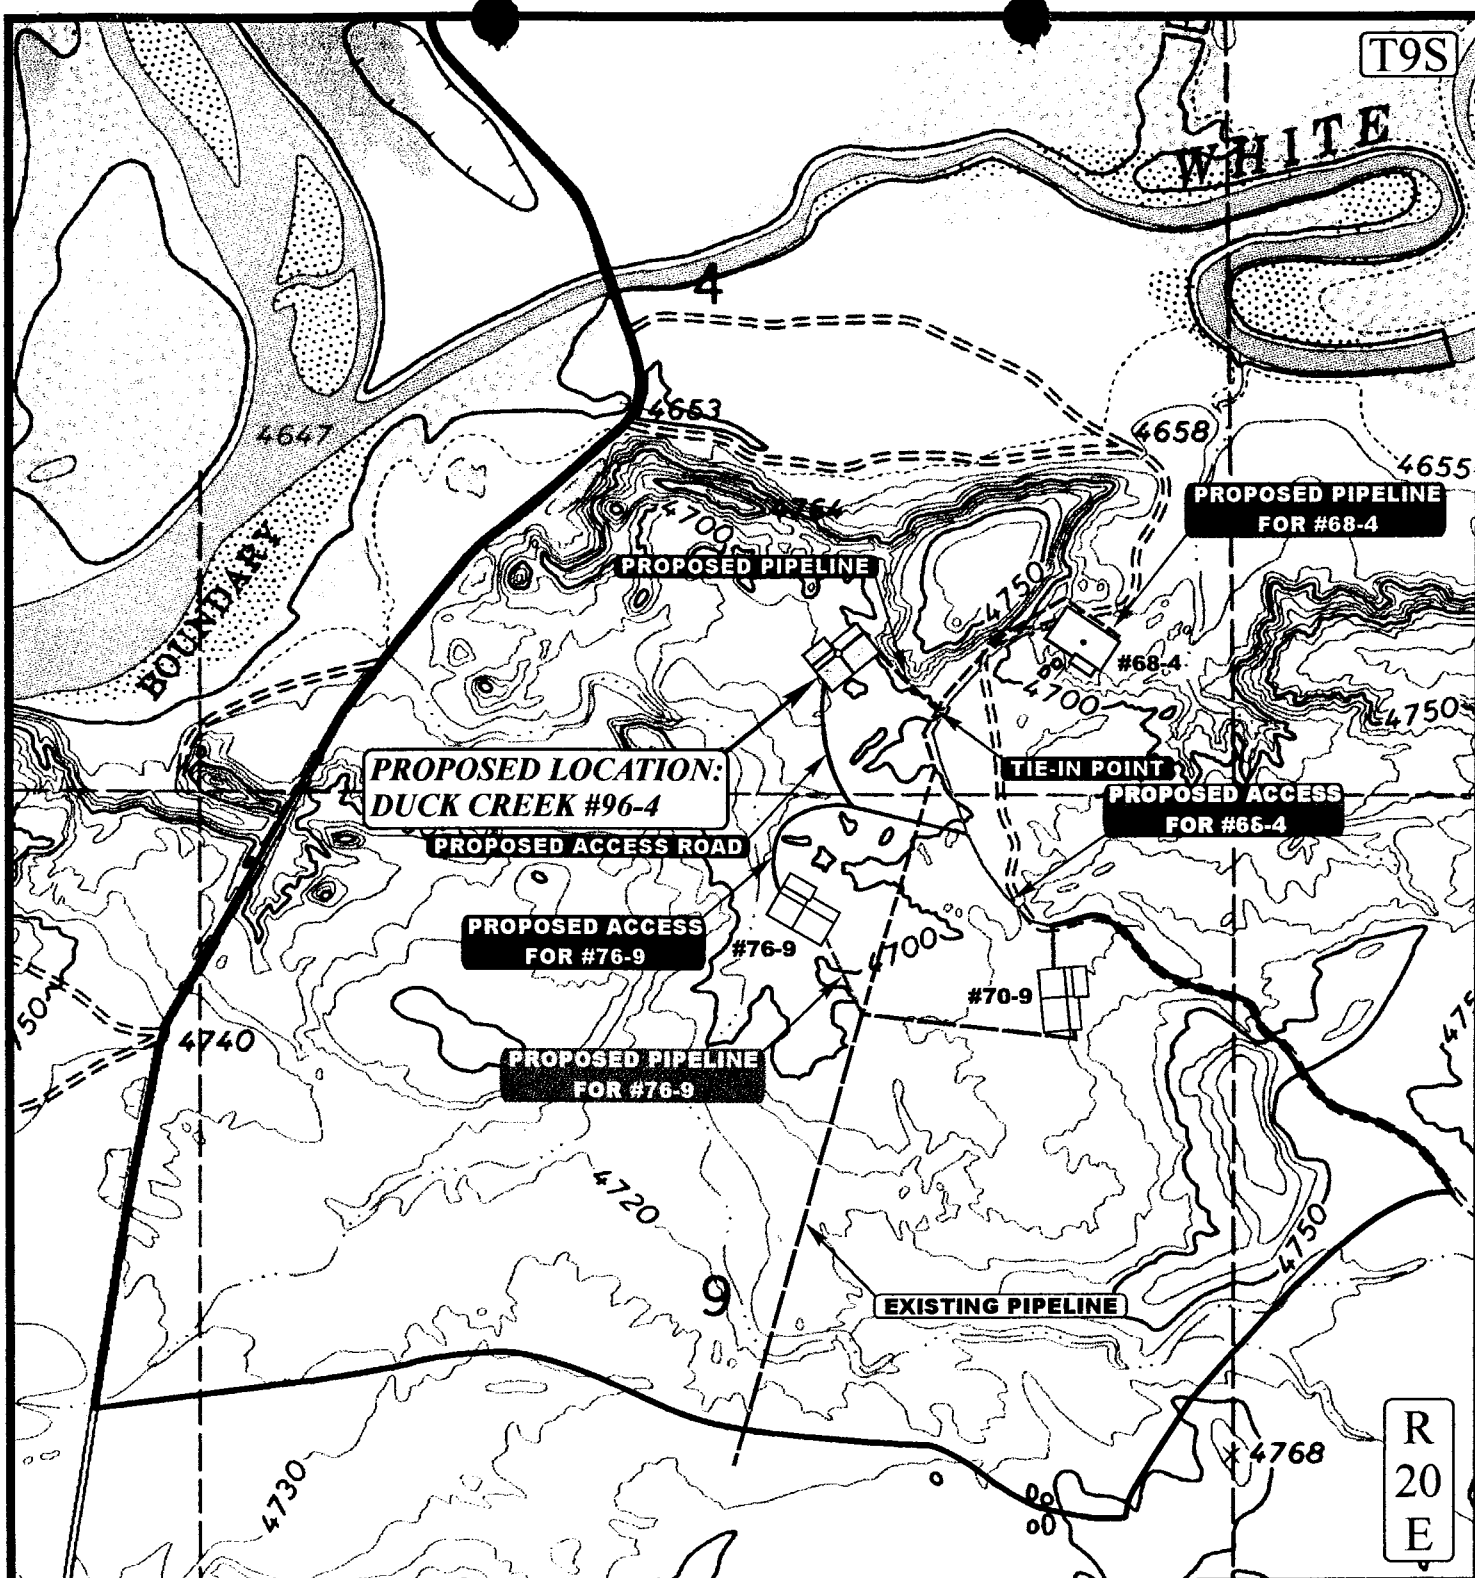 T9S
WHITE
4
4653
4647
4658
4655
PROPOSED PIPELINE
FOR #68-4
4764
4700
PROPOSED PIPELINE
BOUNDARY
4750
#68-4
4700
4750
PROPOSED LOCATION:
DUCK CREEK #96-4
TIE-IN POINT
PROPOSED ACCESS
FOR #68-4
PROPOSED ACCESS ROAD
PROPOSED ACCESS
FOR #76-9
#76-9
4700
#70-9
4740
PROPOSED PIPELINE
FOR #76-9
4720
4750
9
EXISTING PIPELINE
4768
4730
R
20
E